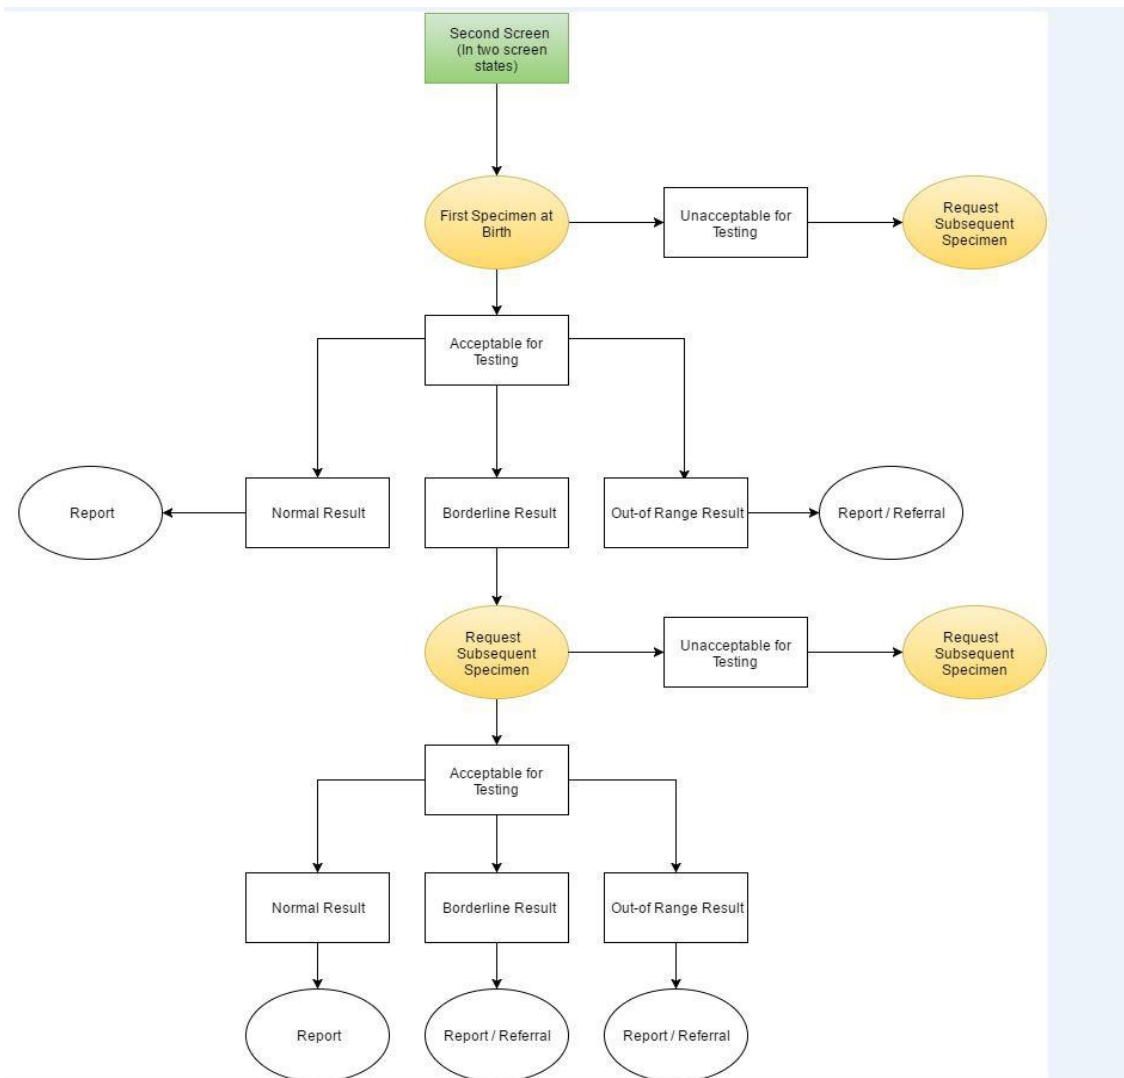 Second Screen
(In two screen
states)
First Specimen at
Birth
Unacceptable for
Testing
Request
Subsequent
Specimen
Acceptable for
Testing
Report
Normal Result
Borderline Result
Out-of Range Result
Report / Referral
Request
Subsequent
Specimen
Unacceptable for
Testing
Request
Subsequent
Specimen
Acceptable for
Testing
Normal Result
Borderline Result
Out-of Range Result
Report
Report / Referral
Report / Referral